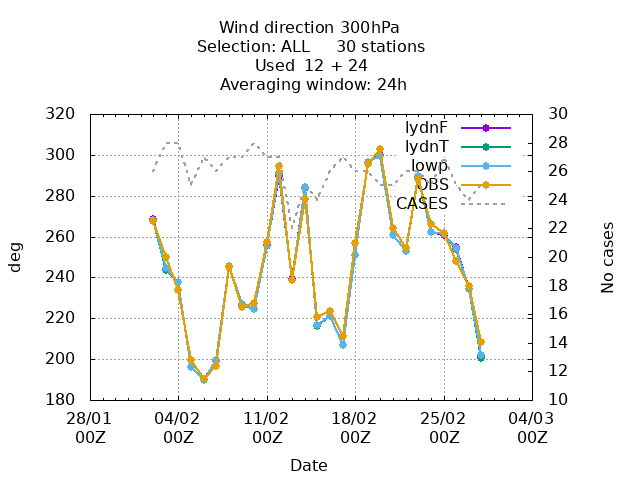 Wind direction 300hPa
Selection: ALL 30 stations
Used 12 + 24
Averaging window: 24h
320
300
280
260
240
220
200
180
30
28
26
24
22
20
18
16
14
12
10
lydnF
lydnT
lowp
OBS
CASES
deg
No cases
28/01 04/02 11/02 18/02 25/02 04/03
00Z 00Z 00Z 00Z 00Z 00Z
Date